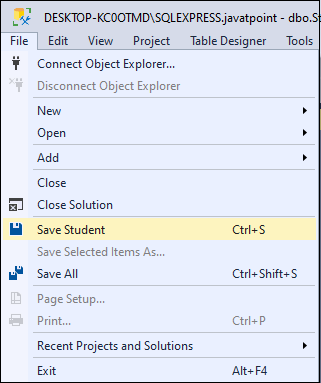 DESKTOP-KC0OTMD\SQLEXPRESS.javatpoint - dbo.St
File Edit View Project Table Designer Tools
Connect Object Explorer...
Disconnect Object Explorer
New
Open
Add
Close
Close Solution
Save Student Ctrl+S
Save Selected Items As...
Save All Ctrl+Shift+S
Page Setup...
Print... Ctrl+P
Recent Projects and Solutions
Exit Alt+F4